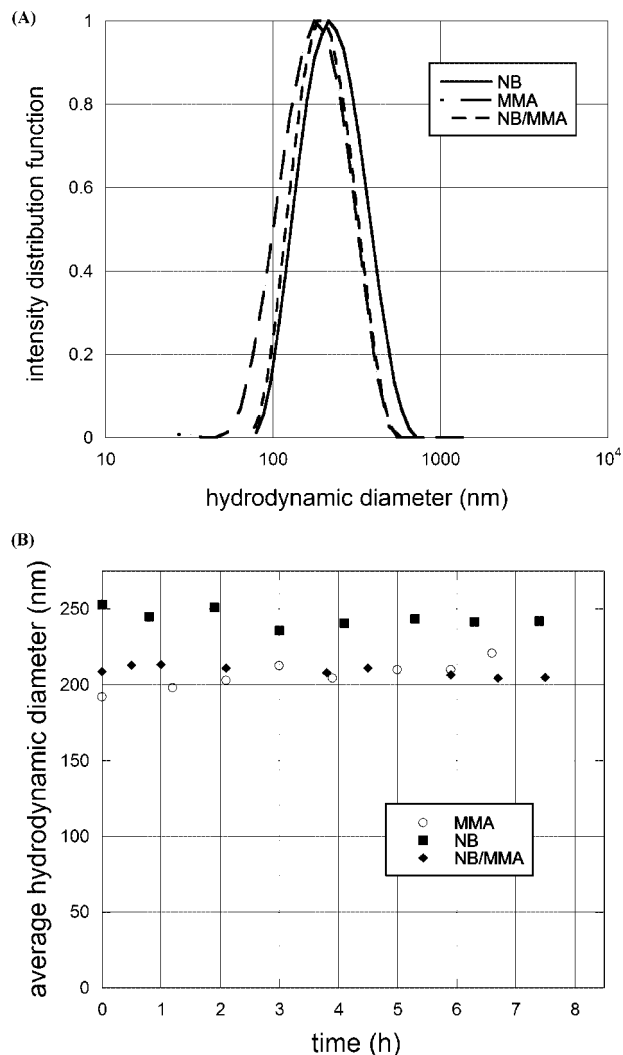 (A)
1
0.8
0.6
0.4
0.2
0
intensity distribution function
NB
MMA
NB/MMA
10
100
1000
10⁴
hydrodynamic diameter (nm)
(B)
250
200
150
100
50
0
average hydrodynamic diameter (nm)
MMA
NB
NB/MMA
0 1 2 3 4 5 6 7 8
time (h)